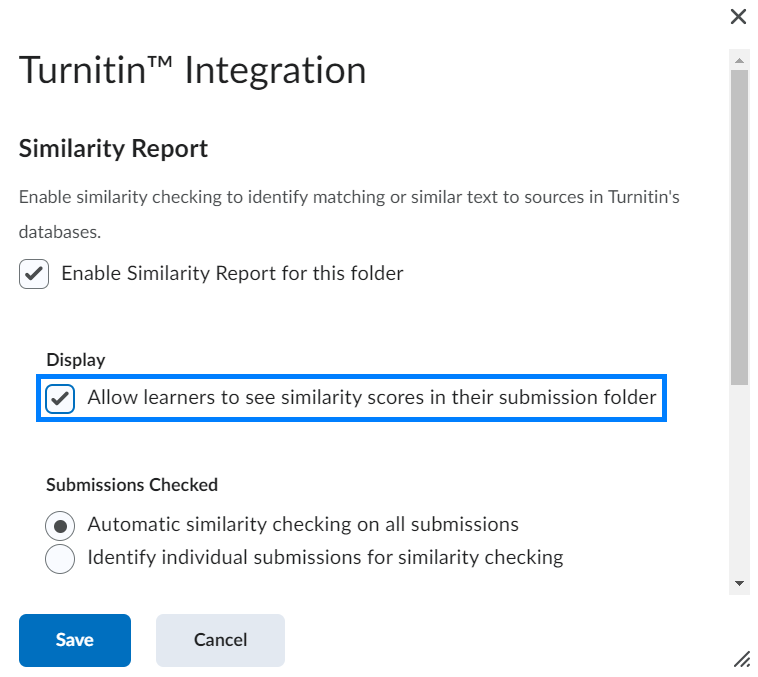 Turnitin™ Integration
Similarity Report
Enable similarity checking to identify matching or similar text to sources in Turnitin's
databases.
Enable Similarity Report for this folder
Display
Allow learners to see similarity scores in their submission folder
Submissions Checked
Automatic similarity checking on all submissions
Identify individual submissions for similarity checking
Save Cancel